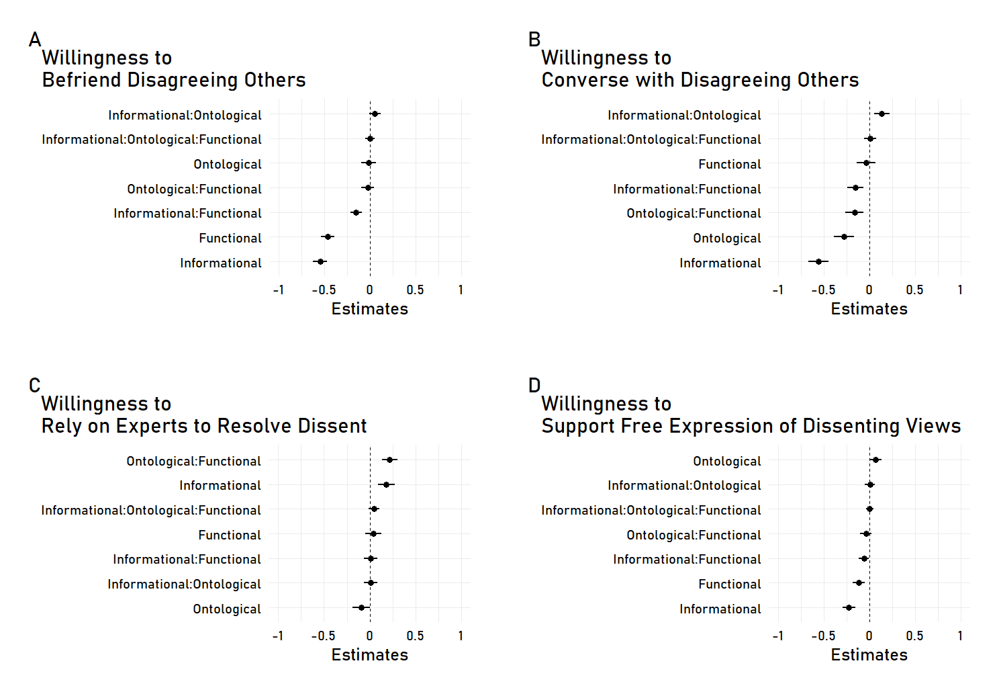 A
Willingness to
Befriend Disagreeing Others
Informational:Ontological
Informational:Ontological:Functional
Ontological
Ontological:Functional
Informational:Functional
Functional
Informational
-1 -0.5 0 0.5 1
Estimates
B
Willingness to
Converse with Disagreeing Others
Informational:Ontological
Informational:Ontological:Functional
Functional
Informational:Functional
Ontological:Functional
Ontological
Informational
-1 -0.5 0 0.5 1
Estimates
C
Willingness to
Rely on Experts to Resolve Dissent
Ontological:Functional
Informational
Informational:Ontological:Functional
Functional
Informational:Functional
Informational:Ontological
Ontological
-1 -0.5 0 0.5 1
Estimates
D
Willingness to
Support Free Expression of Dissenting Views
Ontological
Informational:Ontological
Informational:Ontological:Functional
Ontological:Functional
Informational:Functional
Functional
Informational
-1 -0.5 0 0.5 1
Estimates